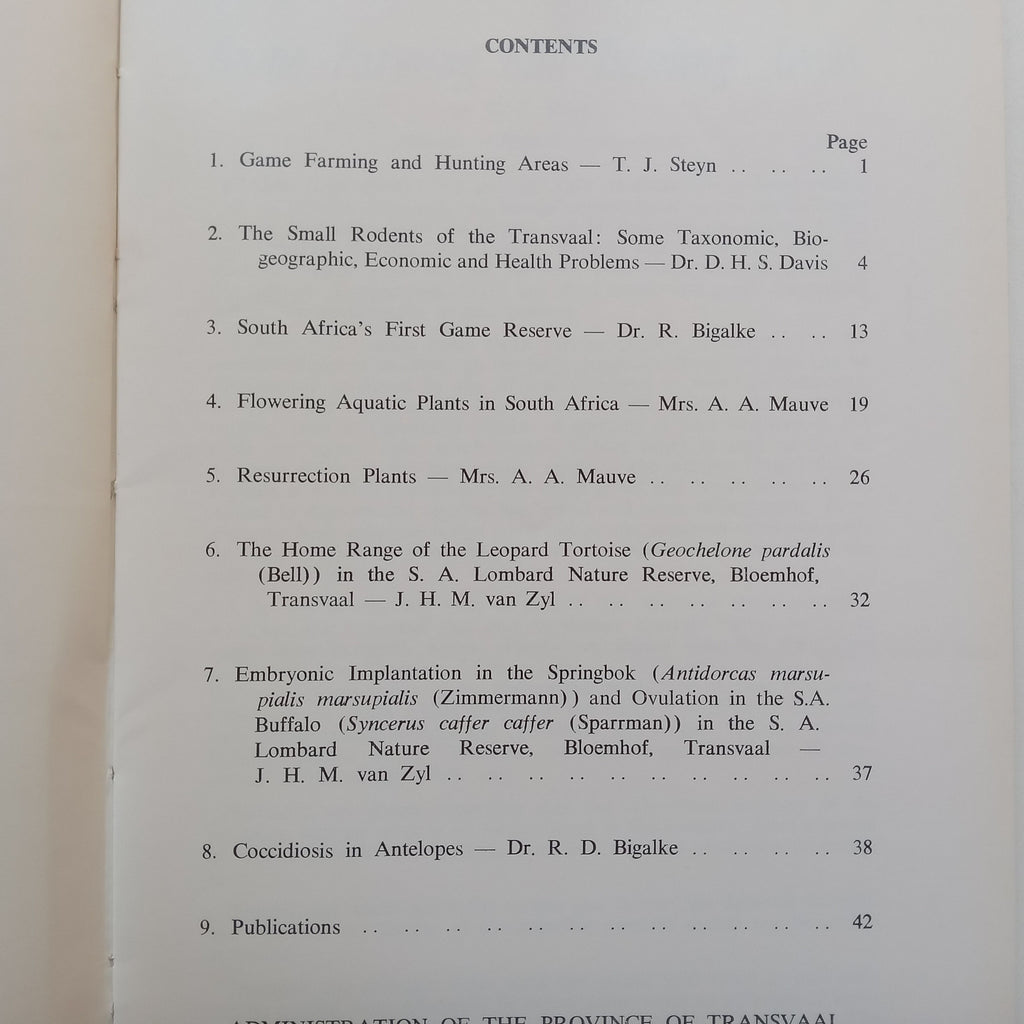 CONTENTS
Page
1. Game Farming and Hunting Areas — T. J. Steyn .. .. .. 1
2. The Small Rodents of the Transvaal: Some Taxonomic, Bio-
geographic, Economic and Health Problems — Dr. D. H. S. Davis 4
3. South Africa's First Game Reserve — Dr. R. Bigalke .. .. 13
4. Flowering Aquatic Plants in South Africa — Mrs. A. A. Mauve 19
5. Resurrection Plants — Mrs. A. A. Mauve .. .. .. .. .. 26
6. The Home Range of the Leopard Tortoise (Geochelone pardalis
(Bell)) in the S. A. Lombard Nature Reserve, Bloemhof,
Transvaal — J. H. M. van Zyl .. .. .. .. .. .. .. 32
7. Embryonic Implantation in the Springbok (Antidorcas marsu-
pialis marsupialis (Zimmermann)) and Ovulation in the S.A.
Buffalo (Syncerus caffer caffer (Sparrman)) in the S. A.
Lombard Nature Reserve, Bloemhof, Transvaal —
J. H. M. van Zyl .. .. .. .. .. .. .. .. .. .. 37
8. Coccidiosis in Antelopes — Dr. R. D. Bigalke .. .. .. .. 38
9. Publications .. .. .. .. .. .. .. .. .. .. .. .. 42
ADMINISTRATION OF THE PROVINCE OF TRANSVAAL